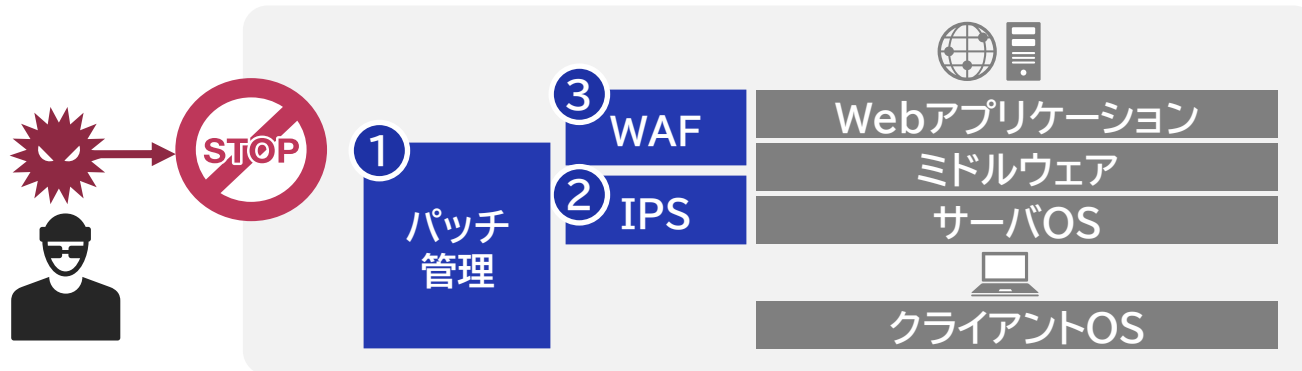 STOP
1
パッチ
管理
3
WAF
2
IPS
Webアプリケーション
ミドルウェア
サーバOS
クライアントOS